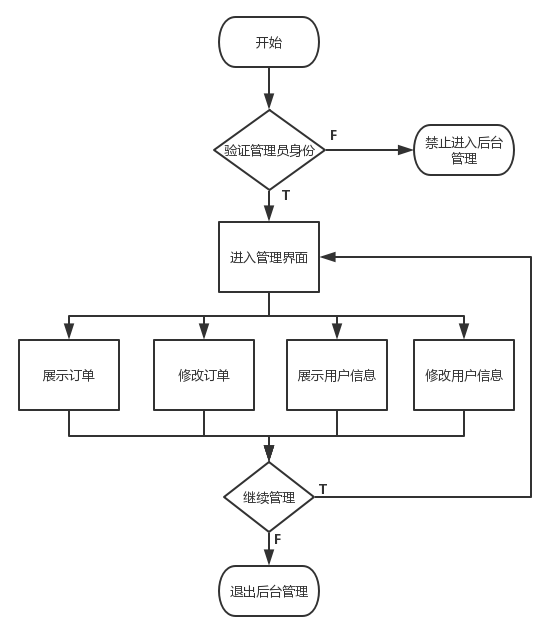 开始
验证管理员身份
F
禁止进入后台
管理
T
进入管理界面
展示订单
修改订单
展示用户信息
修改用户信息
继续管理
T
F
退出后台管理